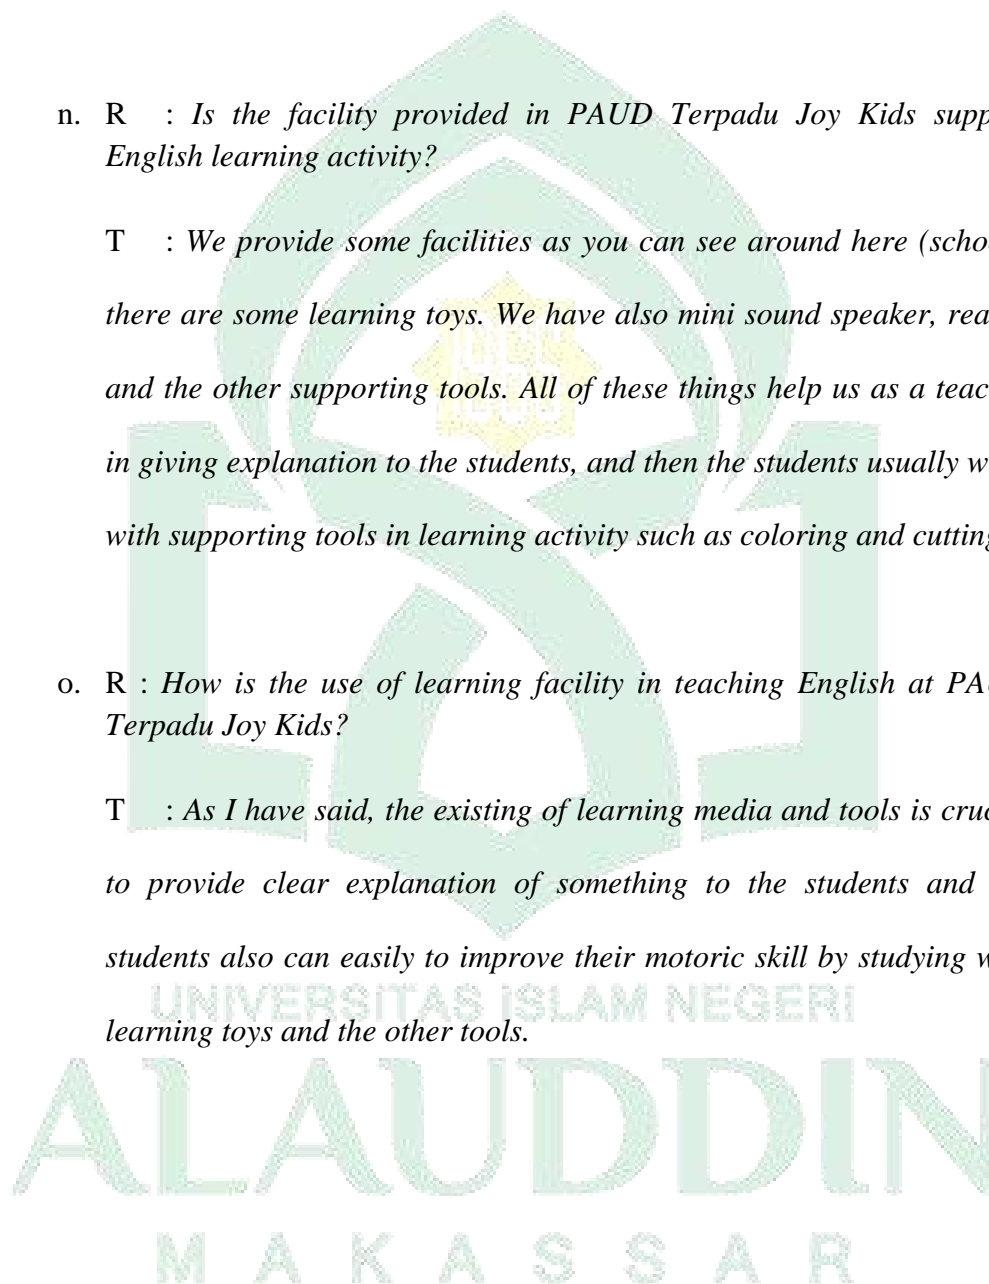 n. R : Is the facility provided in PAUD Terpadu Joy Kids supp
English learning activity?
T : We provide some facilities as you can see around here (scho
there are some learning toys. We have also mini sound speaker, rea
and the other supporting tools. All of these things help us as a teac
in giving explanation to the students, and then the students usually w
with supporting tools in learning activity such as coloring and cutting
o. R : How is the use of learning facility in teaching English at PA
Terpadu Joy Kids?
T : As I have said, the existing of learning media and tools is cruc
to provide clear explanation of something to the students and
students also can easily to improve their motoric skill by studying w
UNIVERSITAS ISLAM NEGERI
learning toys and the other tools.
ALAUDDIN
MAKASSAR